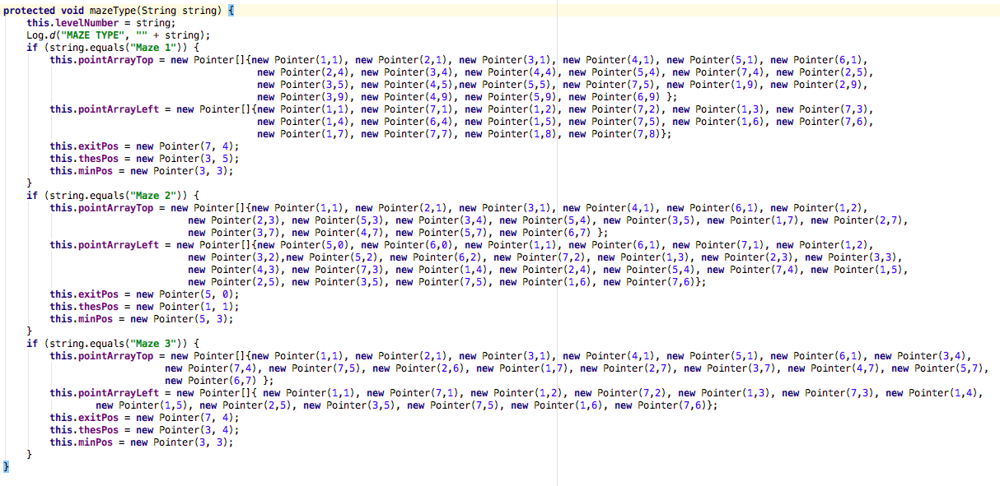 protected void mazeType(String string) {
    this.levelNumber = string;
    Log.d("MAZE TYPE", "" + string);
    if (string.equals("Maze 1")) {
        this.pointArrayTop = new Pointer[]{new Pointer(1,1), new Pointer(2,1), new Pointer(3,1), new Pointer(4,1), new Pointer(5,1), new Pointer(6,1),
                                            new Pointer(2,4), new Pointer(3,4), new Pointer(4,4), new Pointer(5,4), new Pointer(7,4), new Pointer(2,5),
                                            new Pointer(3,5), new Pointer(4,5),new Pointer(5,5), new Pointer(7,5), new Pointer(1,9), new Pointer(2,9),
                                            new Pointer(3,9), new Pointer(4,9), new Pointer(5,9), new Pointer(6,9) };
        this.pointArrayLeft = new Pointer[]{new Pointer(1,1), new Pointer(7,1), new Pointer(1,2), new Pointer(7,2), new Pointer(1,3), new Pointer(7,3),
                                            new Pointer(1,4), new Pointer(6,4), new Pointer(1,5), new Pointer(7,5), new Pointer(1,6), new Pointer(7,6),
                                            new Pointer(1,7), new Pointer(7,7), new Pointer(1,8), new Pointer(7,8)};
        this.exitPos = new Pointer(7, 4);
        this.thesPos = new Pointer(3, 5);
        this.minPos = new Pointer(3, 3);
    }
    if (string.equals("Maze 2")) {
        this.pointArrayTop = new Pointer[]{new Pointer(1,1), new Pointer(2,1), new Pointer(3,1), new Pointer(4,1), new Pointer(6,1), new Pointer(1,2),
                                new Pointer(2,3), new Pointer(5,3), new Pointer(3,4), new Pointer(5,4), new Pointer(3,5), new Pointer(1,7), new Pointer(2,7),
                                new Pointer(3,7), new Pointer(4,7), new Pointer(5,7), new Pointer(6,7) };
        this.pointArrayLeft = new Pointer[]{new Pointer(5,0), new Pointer(6,0), new Pointer(1,1), new Pointer(6,1), new Pointer(7,1), new Pointer(1,2),
                                new Pointer(3,2),new Pointer(5,2), new Pointer(6,2), new Pointer(7,2), new Pointer(1,3), new Pointer(2,3), new Pointer(3,3),
                                new Pointer(4,3), new Pointer(7,3), new Pointer(1,4), new Pointer(2,4), new Pointer(5,4), new Pointer(7,4), new Pointer(1,5),
                                new Pointer(2,5), new Pointer(3,5), new Pointer(7,5), new Pointer(1,6), new Pointer(7,6)};
        this.exitPos = new Pointer(5, 0);
        this.thesPos = new Pointer(1, 1);
        this.minPos = new Pointer(5, 3);
    }
    if (string.equals("Maze 3")) {
        this.pointArrayTop = new Pointer[]{new Pointer(1,1), new Pointer(2,1), new Pointer(3,1), new Pointer(4,1), new Pointer(5,1), new Pointer(6,1), new Pointer(3,4),
                            new Pointer(7,4), new Pointer(7,5), new Pointer(2,6), new Pointer(1,7), new Pointer(2,7), new Pointer(3,7), new Pointer(4,7), new Pointer(5,7),
                            new Pointer(6,7) };
        this.pointArrayLeft = new Pointer[]{ new Pointer(1,1), new Pointer(7,1), new Pointer(1,2), new Pointer(7,2), new Pointer(1,3), new Pointer(7,3), new Pointer(1,4),
                new Pointer(1,5), new Pointer(2,5), new Pointer(3,5), new Pointer(7,5), new Pointer(1,6), new Pointer(7,6)};
        this.exitPos = new Pointer(7, 4);
        this.thesPos = new Pointer(3, 4);
        this.minPos = new Pointer(3, 3);
    }
}